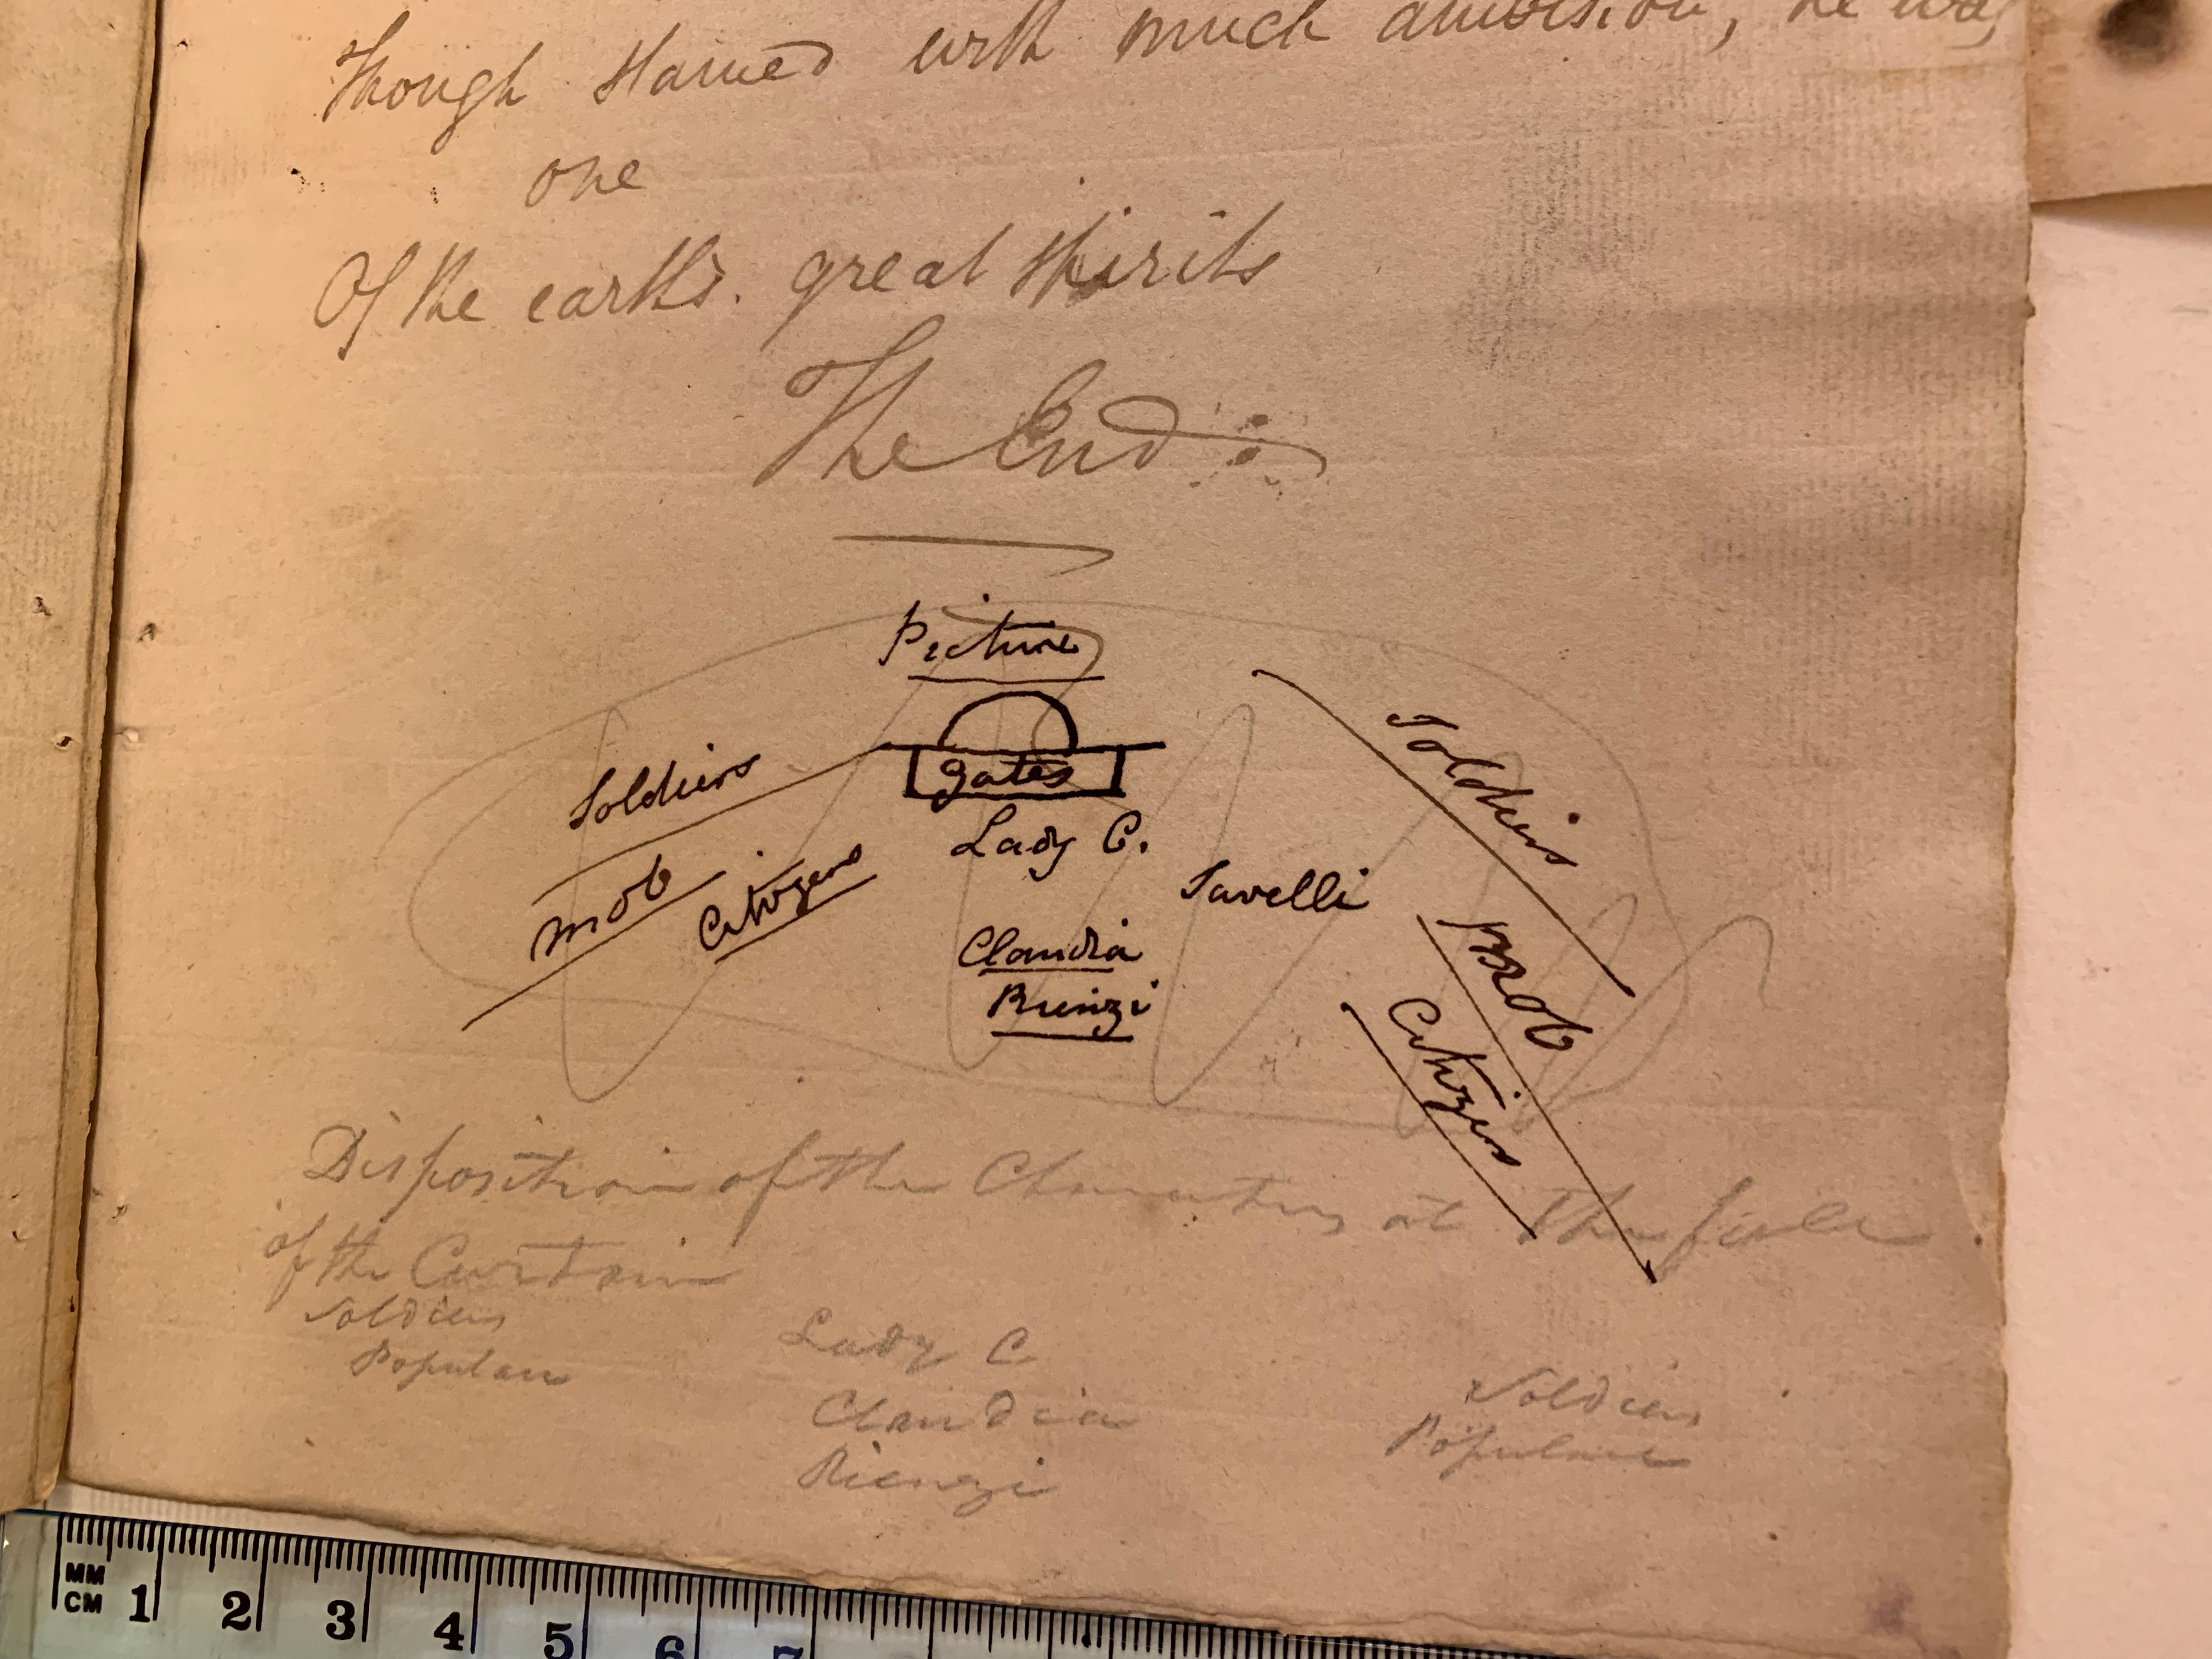 Though stained with much ambition, he was
one
Of the earth's great spirits
The End
Picture
gates
Soldiers
Soldiers
Lady C.
mob
Citizens
Savelli
Claudia
Rienzi
mob
Citizens
Disposition of the Characters at the fall
of the Curtain
Soldiers
Populace
Lady C
Claudia
Rienzi
Soldiers
Populace
MM
CM 1 2 3 4 5 6 7